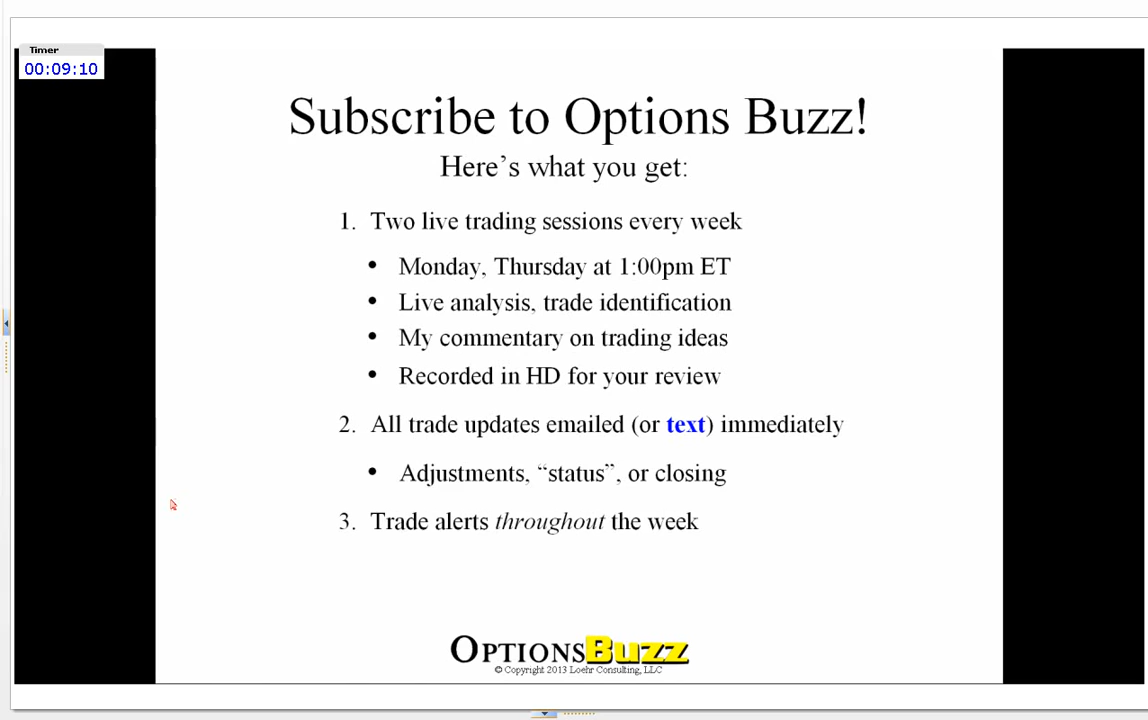 Timer
00:09:10
Subscribe to Options Buzz!
Here's what you get:
1. Two live trading sessions every week
• Monday, Thursday at 1:00pm ET
• Live analysis, trade identification
• My commentary on trading ideas
• Recorded in HD for your review
2. All trade updates emailed (or text) immediately
• Adjustments, “status”, or closing
3. Trade alerts throughout the week
OPTIONSBuzz
© Copyright 2013 Loehr Consulting, LLC